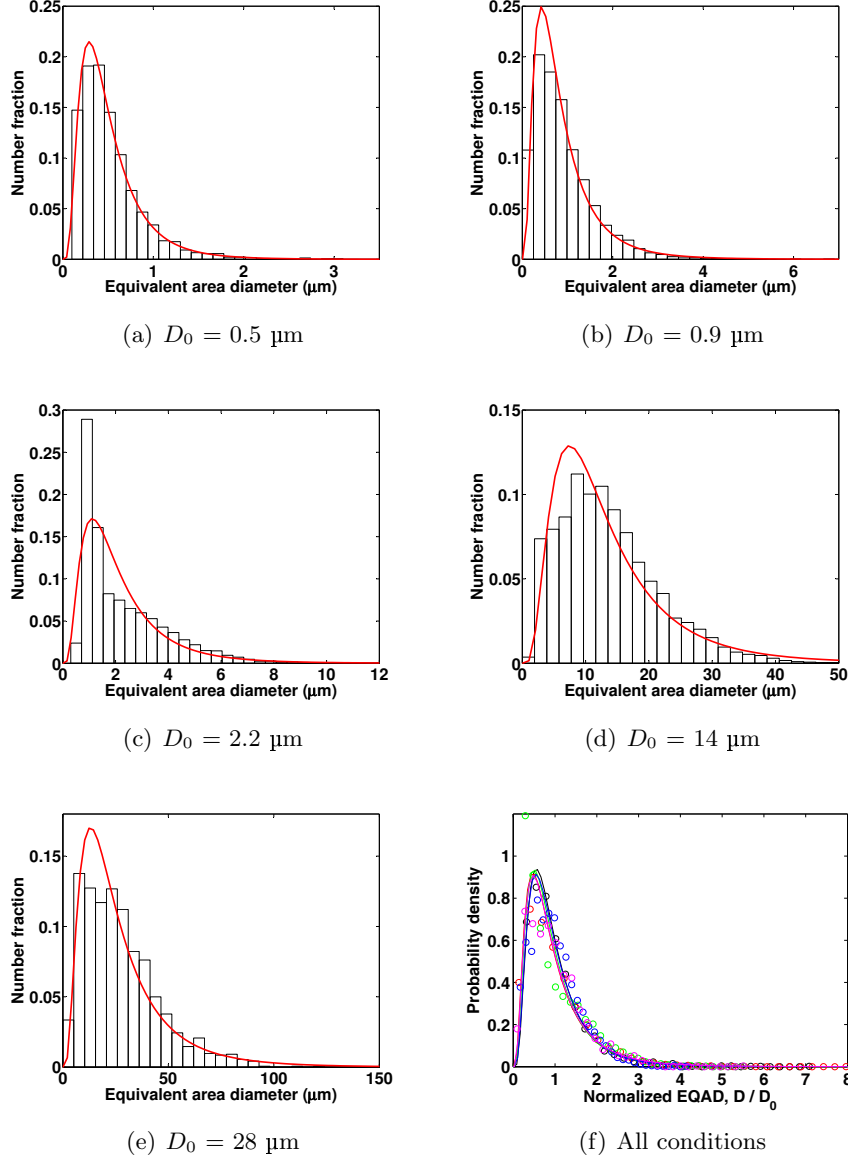 0.25
0.2
0.15
0.1
0.05
0
Number fraction
0 1 2 3
Equivalent area diameter (µm)
(a) D₀ = 0.5 µm
0.25
0.2
0.15
0.1
0.05
0
Number fraction
0 2 4 6
Equivalent area diameter (µm)
(b) D₀ = 0.9 µm
0.3
0.25
0.2
0.15
0.1
0.05
0
Number fraction
0 2 4 6 8 10 12
Equivalent area diameter (µm)
(c) D₀ = 2.2 µm
0.15
0.1
0.05
0
Number fraction
0 10 20 30 40 50
Equivalent area diameter (µm)
(d) D₀ = 14 µm
0.15
0.1
0.05
0
Number fraction
0 50 100 150
Equivalent area diameter (µm)
(e) D₀ = 28 µm
1
0.8
0.6
0.4
0.2
0
Probability density
0 1 2 3 4 5 6 7 8
Normalized EQAD, D / D₀
(f) All conditions